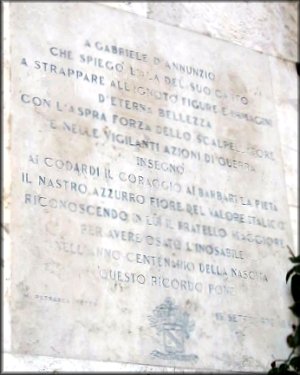 A GABRIELE D'ANNUNZIO
CHE SPIEGÒ L'ALA DEL SUO CANTO
A STRAPPARE ALL'IGNOTO FIGURE E IMMAGINI
D'ETERNA BELLEZZA
CON L'ASPRA FORZA DELLO SCALPELLATORE
E NELLE VIGILANTI AZIONI DI GUERRA
INSEGNÒ
AI CODARDI IL CORAGGIO AI BARBARI LA PIETÀ
IL NASTRO AZZURRO FIORE DEL VALORE ITALICO
RICONOSCENDO IN LUI IL FRATELLO MAGGIORE
PER AVERE OSATO L'INOSABILE
NELL'ANNO CENTENARIO DELLA NASCITA
QUESTO RICORDO PONE
SETTEMBRE